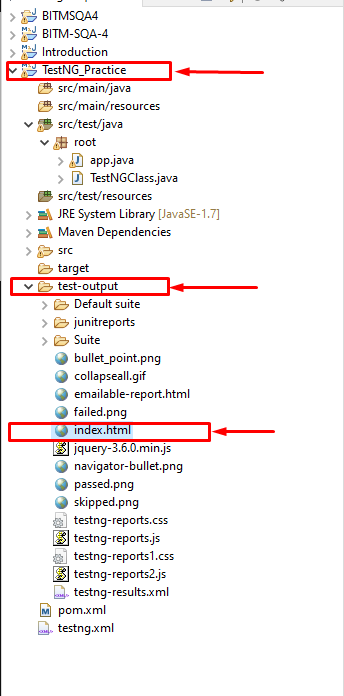 BITMSQA4
BITM-SQA-4
Introduction
TestNG_Practice
src/main/java
src/main/resources
src/test/java
root
app.java
TestNGClass.java
src/test/resources
JRE System Library [JavaSE-1.7]
Maven Dependencies
src
target
test-output
Default suite
junitreports
Suite
bullet_point.png
collapseall.gif
emailable-report.html
failed.png
index.html
jquery-3.6.0.min.js
navigator-bullet.png
passed.png
skipped.png
testng-reports.css
testng-reports.js
testng-reports1.css
testng-reports2.js
testng-results.xml
pom.xml
testng.xml